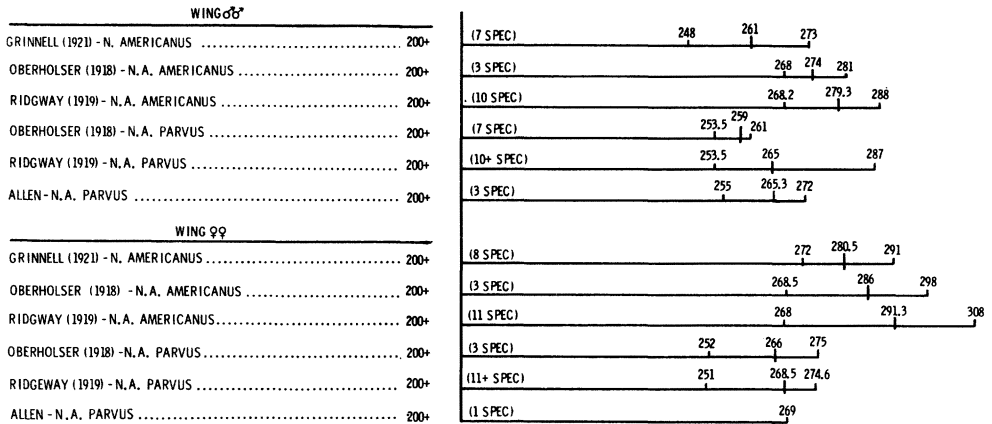 WING ♂♂
GRINNELL (1921) - N. AMERICANUS .......................... 200+ (7 SPEC) 248 261 273
OBERHOLSER (1918) - N.A. AMERICANUS ...................... 200+ (3 SPEC) 268 274 281
RIDGWAY (1919) - N.A. AMERICANUS ......................... 200+ (10 SPEC) 268.2 279.3 288
OBERHOLSER (1918) - N.A. PARVUS .......................... 200+ (7 SPEC) 253.5 259 261
RIDGWAY (1919) - N.A. PARVUS ............................. 200+ (10+ SPEC) 253.5 265 287
ALLEN - N.A. PARVUS ...................................... 200+ (3 SPEC) 255 265.3 272
WING ♀♀
GRINNELL (1921) - N. AMERICANUS .......................... 200+ (8 SPEC) 272 280.5 291
OBERHOLSER (1918) - N.A. AMERICANUS ...................... 200+ (3 SPEC) 268.5 286 298
RIDGWAY (1919) - N.A. AMERICANUS ......................... 200+ (11 SPEC) 268 291.3 308
OBERHOLSER (1918) - N.A. PARVUS .......................... 200+ (3 SPEC) 252 266 275
RIDGEWAY (1919) - N.A. PARVUS ............................ 200+ (11+ SPEC) 251 268.5 274.6
ALLEN - N.A. PARVUS ...................................... 200+ (1 SPEC) 269